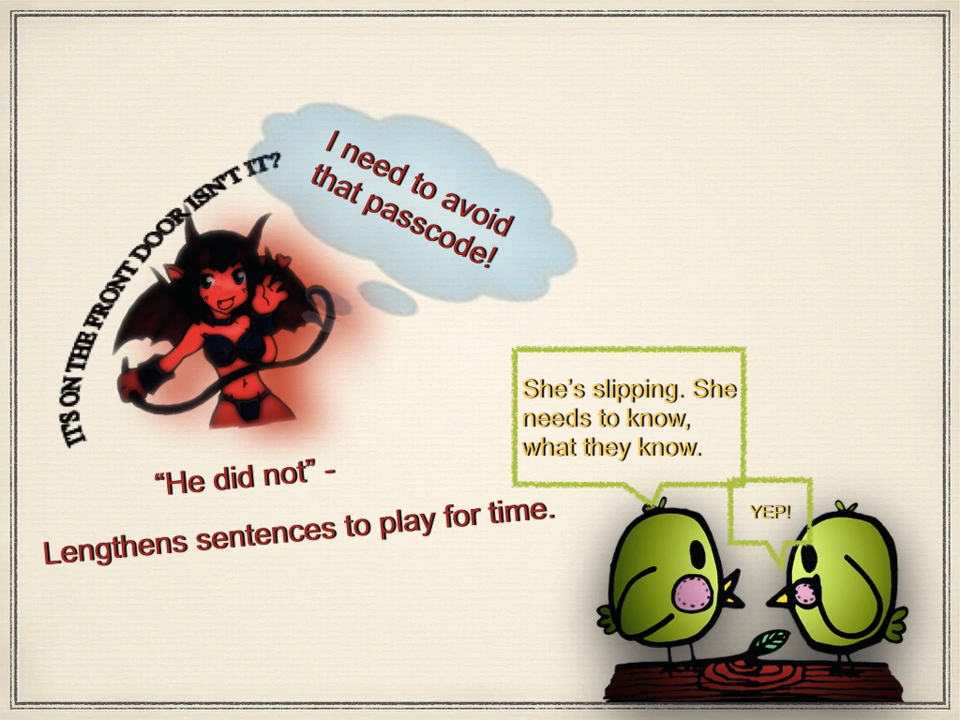 IT'S ON THE FRONT DOOR ISN'T IT?
I need to avoid
that passcode!
She's slipping. She
needs to know,
what they know.
YEP!
“He did not” -
Lengthens sentences to play for time.